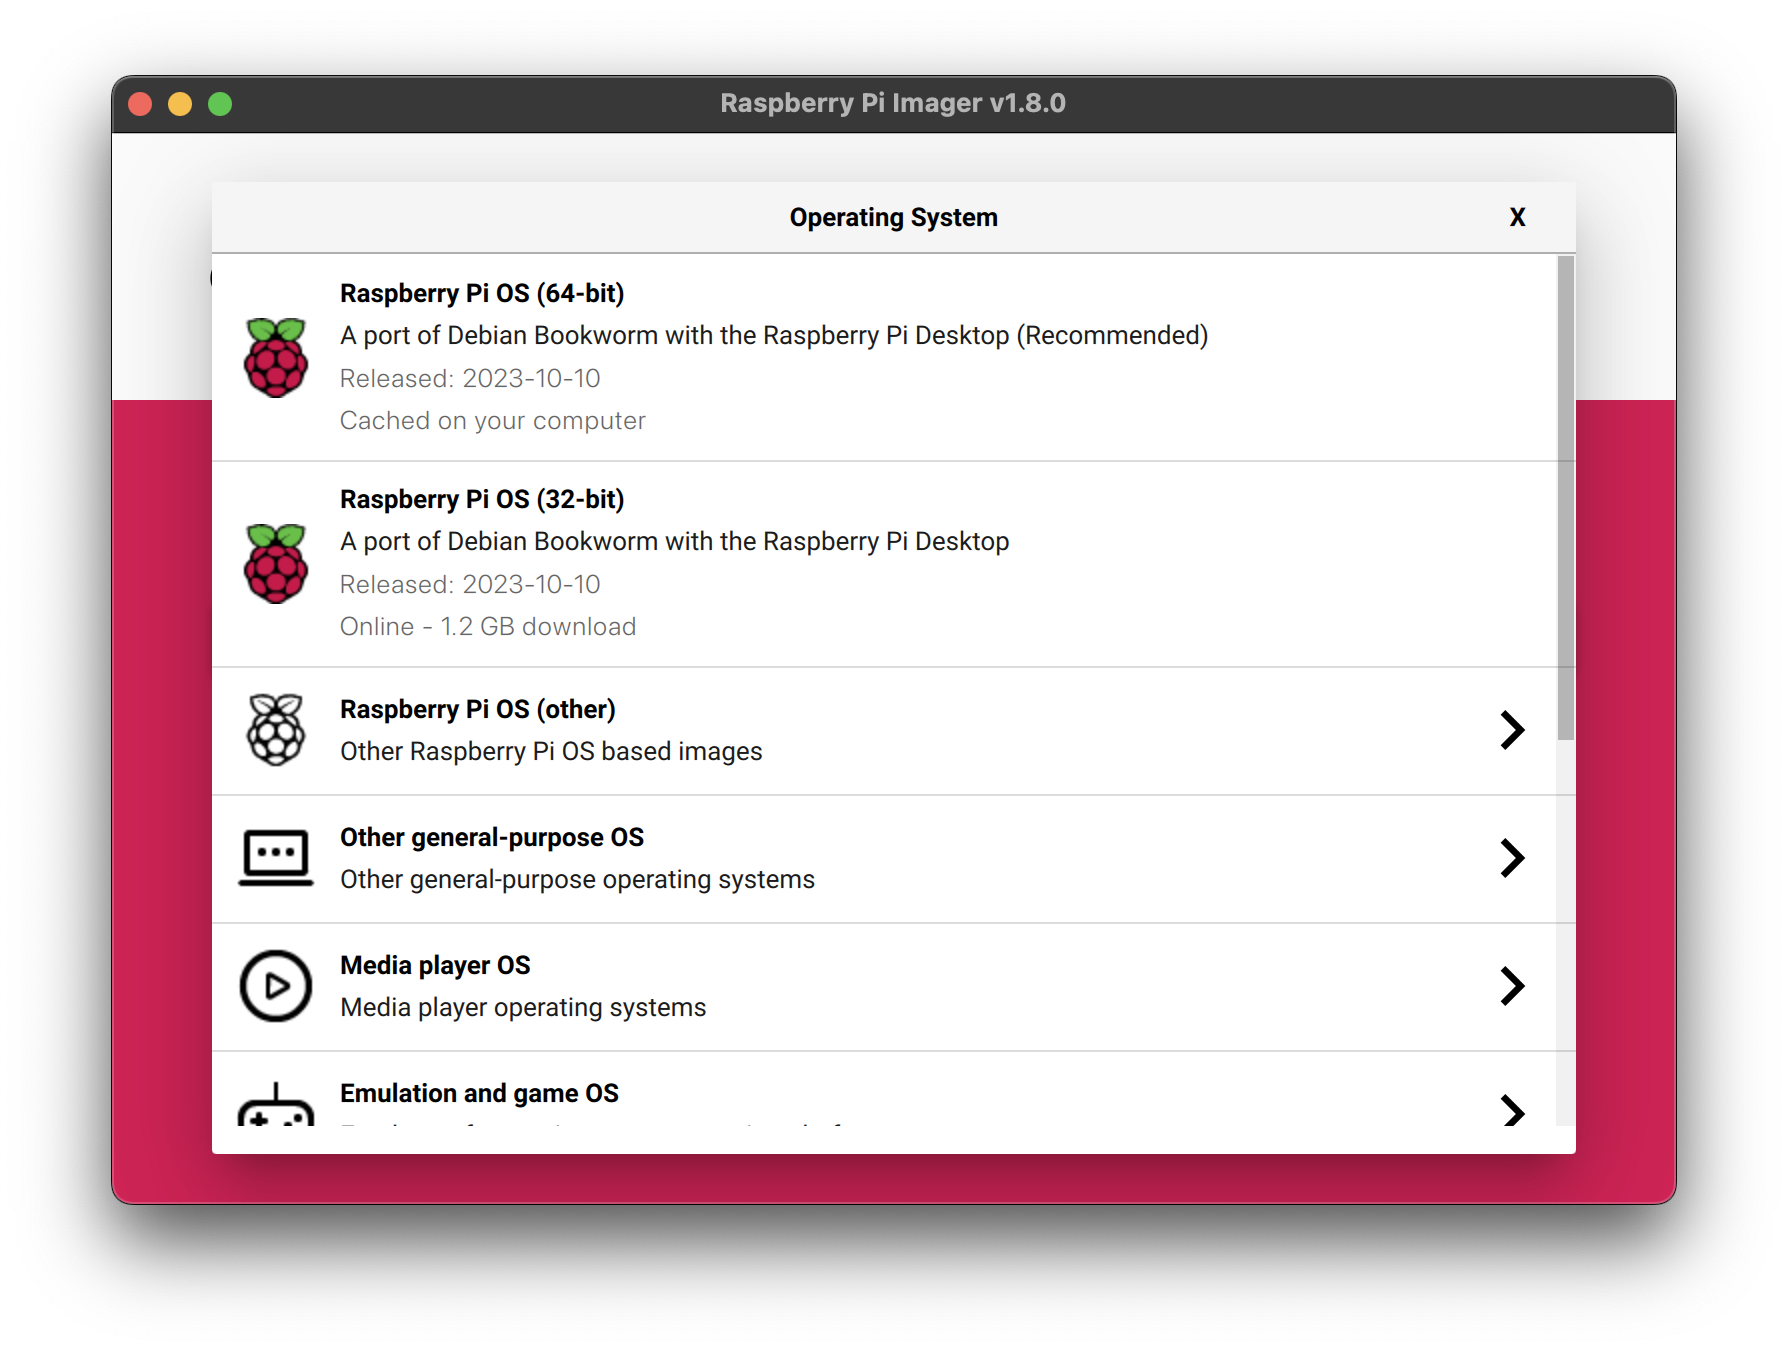 Raspberry Pi Imager v1.8.0
Operating System
X
Raspberry Pi OS (64-bit)
A port of Debian Bookworm with the Raspberry Pi Desktop (Recommended)
Released: 2023-10-10
Cached on your computer
Raspberry Pi OS (32-bit)
A port of Debian Bookworm with the Raspberry Pi Desktop
Released: 2023-10-10
Online - 1.2 GB download
Raspberry Pi OS (other)
Other Raspberry Pi OS based images
Other general-purpose OS
Other general-purpose operating systems
Media player OS
Media player operating systems
Emulation and game OS